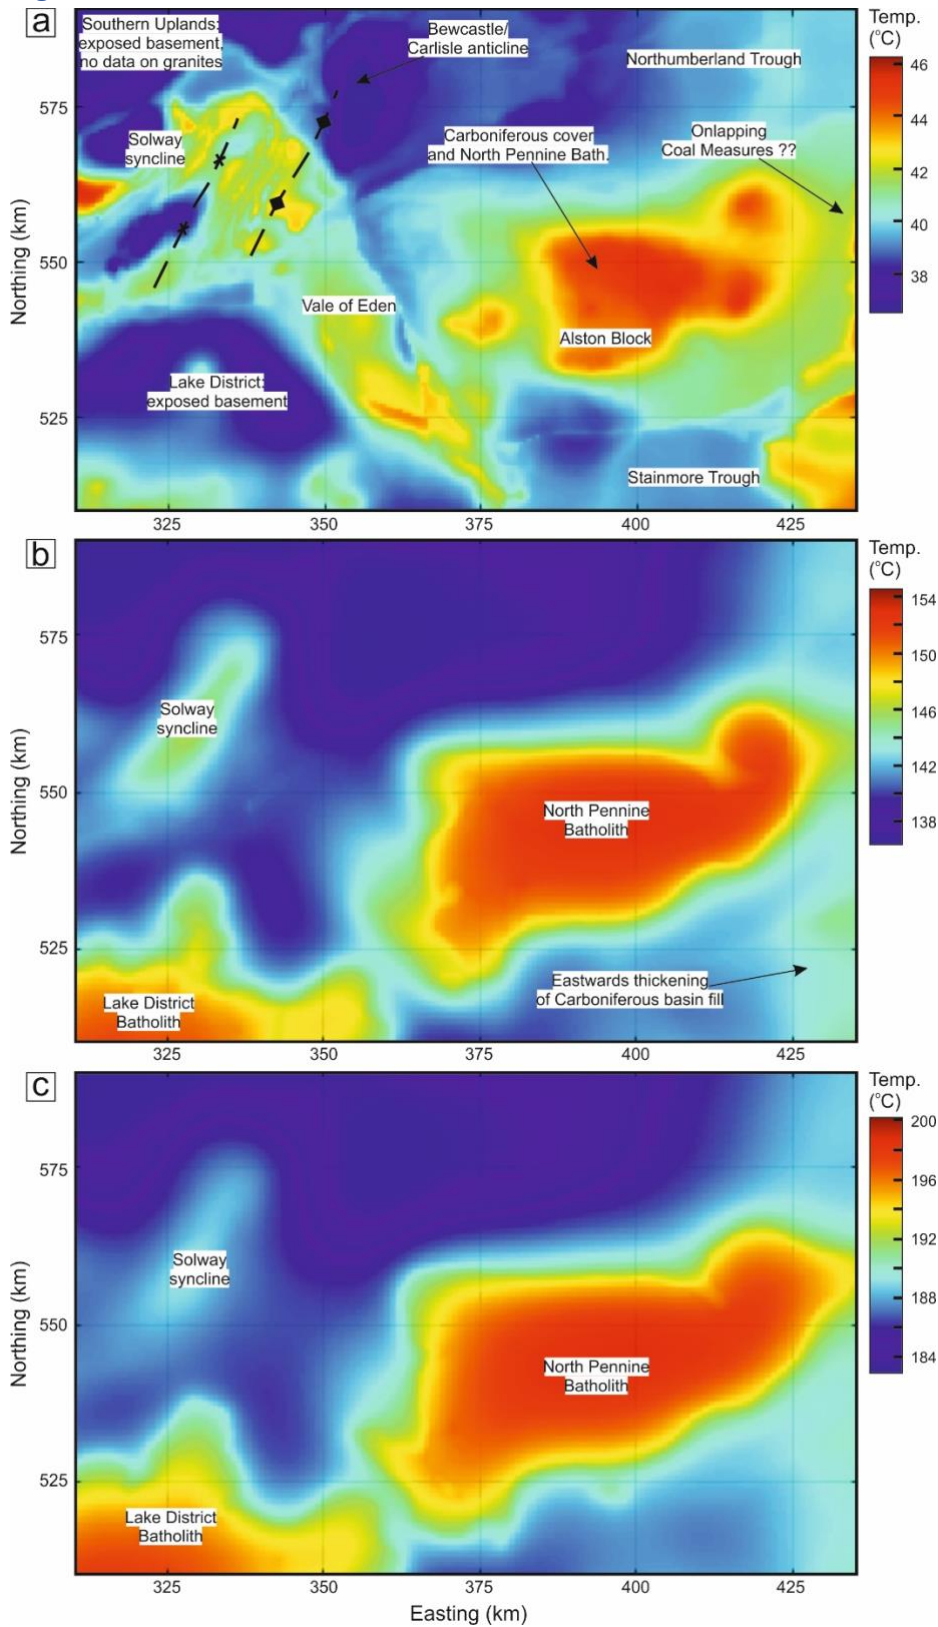 a
Southern Uplands:
exposed basement,
no data on granites
Bewcastle/
Carlisle anticline
Northumberland Trough
Solway
syncline
Carboniferous cover
and North Pennine Bath.
Onlapping
Coal Measures ??
Vale of Eden
Alston Block
Lake District:
exposed basement
Stainmore Trough
Northing (km)
575
550
525
325
350
375
400
425
Temp.
(°C)
46
44
42
40
38
b
Solway
syncline
North Pennine
Batholith
Lake District
Batholith
Eastwards thickening
of Carboniferous basin fill
Northing (km)
575
550
525
325
350
375
400
425
Temp.
(°C)
154
150
146
142
138
c
Solway
syncline
North Pennine
Batholith
Lake District
Batholith
Northing (km)
575
550
525
325
350
375
400
425
Easting (km)
Temp.
(°C)
200
196
192
188
184